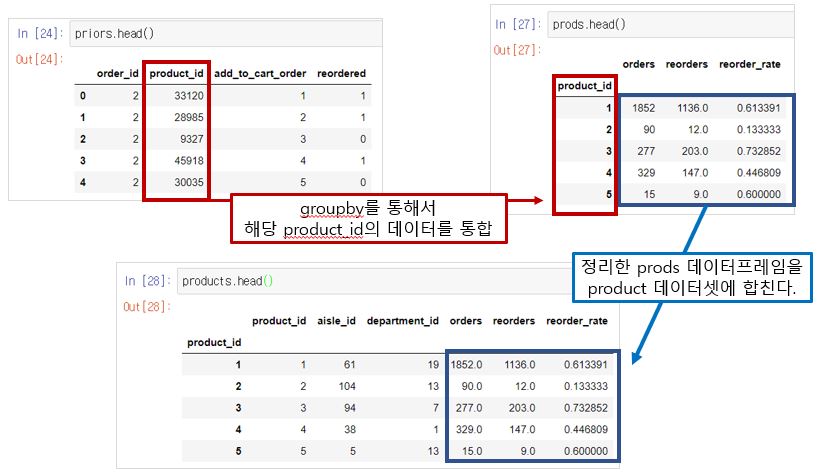 In [24]: priors.head()
Out[24]:
order_id product_id add_to_cart_order reordered
0 2 33120 1 1
1 2 28985 2 1
2 2 9327 3 0
3 2 45918 4 1
4 2 30035 5 0
In [27]: prods.head()
Out[27]:
orders reorders reorder_rate
product_id
1 1852 1136.0 0.613391
2 90 12.0 0.133333
3 277 203.0 0.732852
4 329 147.0 0.446809
5 15 9.0 0.600000
groupby를 통해서
해당 product_id의 데이터를 통합
정리한 prods 데이터프레임을
product 데이터셋에 합친다.
In [28]: products.head()
Out[28]:
product_id aisle_id department_id orders reorders reorder_rate
product_id
1 1 61 19 1852.0 1136.0 0.613391
2 2 104 13 90.0 12.0 0.133333
3 3 94 7 277.0 203.0 0.732852
4 4 38 1 329.0 147.0 0.446809
5 5 5 13 15.0 9.0 0.600000